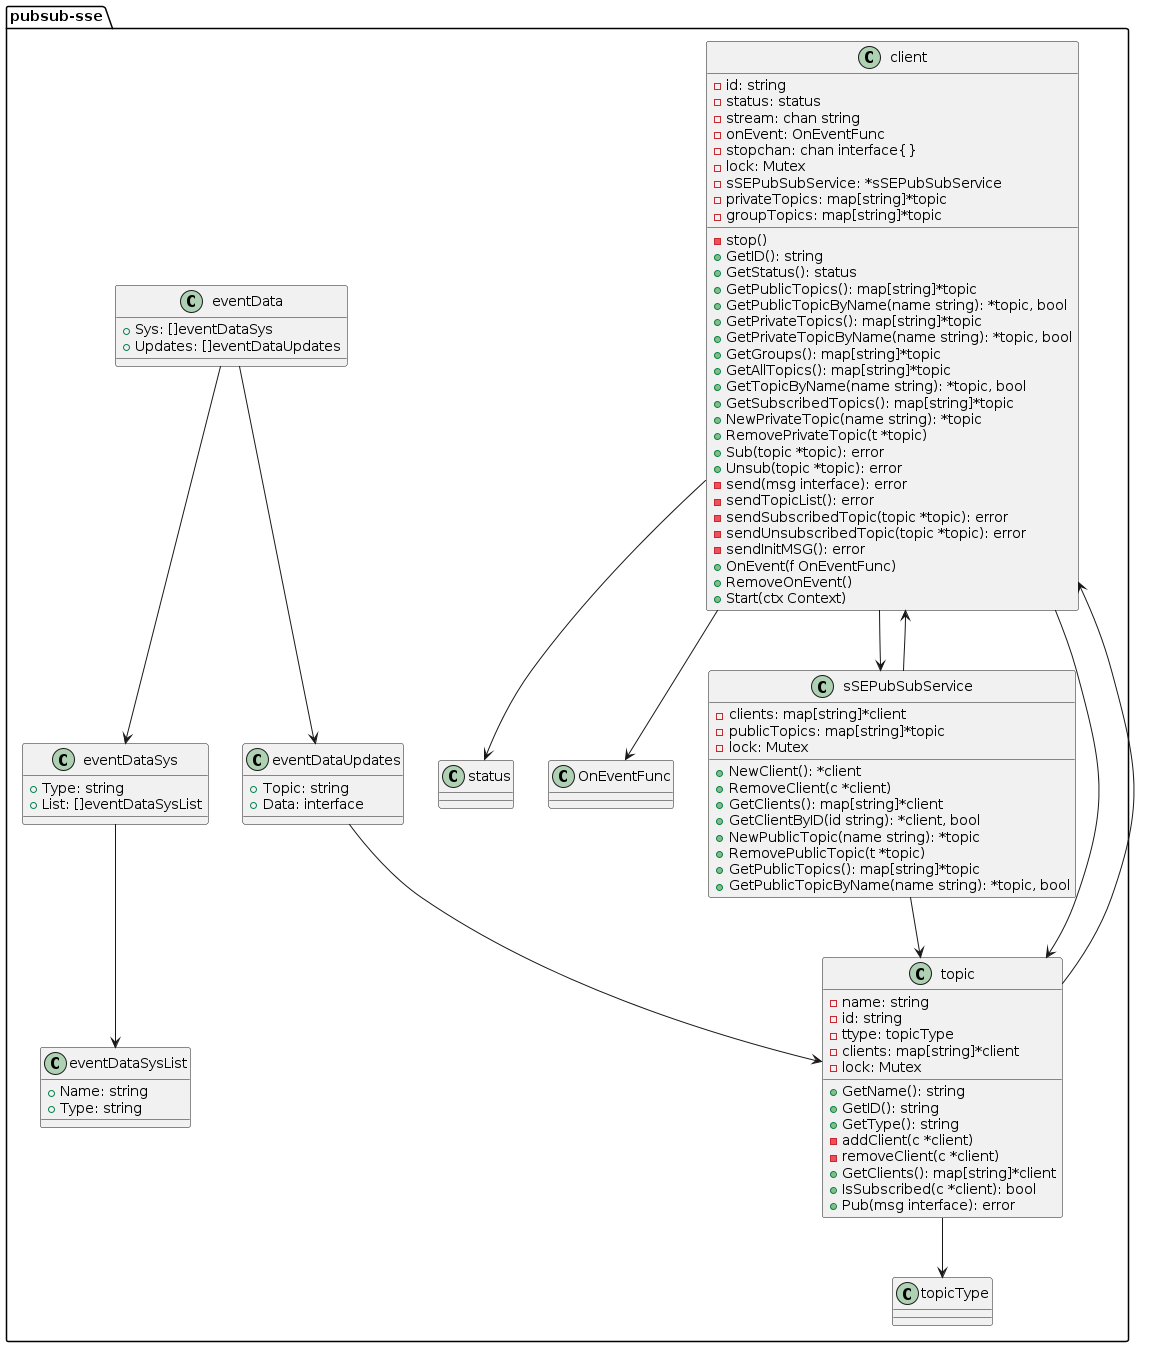 pubsub-sse
C client
id: string
status: status
stream: chan string
onEvent: OnEventFunc
stopchan: chan interface{}
lock: Mutex
sSEPubSubService: *sSEPubSubService
privateTopics: map[string]*topic
groupTopics: map[string]*topic
stop()
GetID(): string
GetStatus(): status
GetPublicTopics(): map[string]*topic
GetPublicTopicByName(name string): *topic, bool
GetPrivateTopics(): map[string]*topic
GetPrivateTopicByName(name string): *topic, bool
GetGroups(): map[string]*topic
GetAllTopics(): map[string]*topic
GetTopicByName(name string): *topic, bool
GetSubscribedTopics(): map[string]*topic
NewPrivateTopic(name string): *topic
RemovePrivateTopic(t *topic)
Sub(topic *topic): error
Unsub(topic *topic): error
send(msg interface): error
sendTopicList(): error
sendSubscribedTopic(topic *topic): error
sendUnsubscribedTopic(topic *topic): error
sendInitMSG(): error
OnEvent(f OnEventFunc)
RemoveOnEvent()
Start(ctx Context)
C eventData
Sys: []eventDataSys
Updates: []eventDataUpdates
C eventDataSys
Type: string
List: []eventDataSysList
C eventDataUpdates
Topic: string
Data: interface
C status
C OnEventFunc
C sSEPubSubService
clients: map[string]*client
publicTopics: map[string]*topic
lock: Mutex
NewClient(): *client
RemoveClient(c *client)
GetClients(): map[string]*client
GetClientByID(id string): *client, bool
NewPublicTopic(name string): *topic
RemovePublicTopic(t *topic)
GetPublicTopics(): map[string]*topic
GetPublicTopicByName(name string): *topic, bool
C eventDataSysList
Name: string
Type: string
C topic
name: string
id: string
ttype: topicType
clients: map[string]*client
lock: Mutex
GetName(): string
GetID(): string
GetType(): string
addClient(c *client)
removeClient(c *client)
GetClients(): map[string]*client
IsSubscribed(c *client): bool
Pub(msg interface): error
C topicType